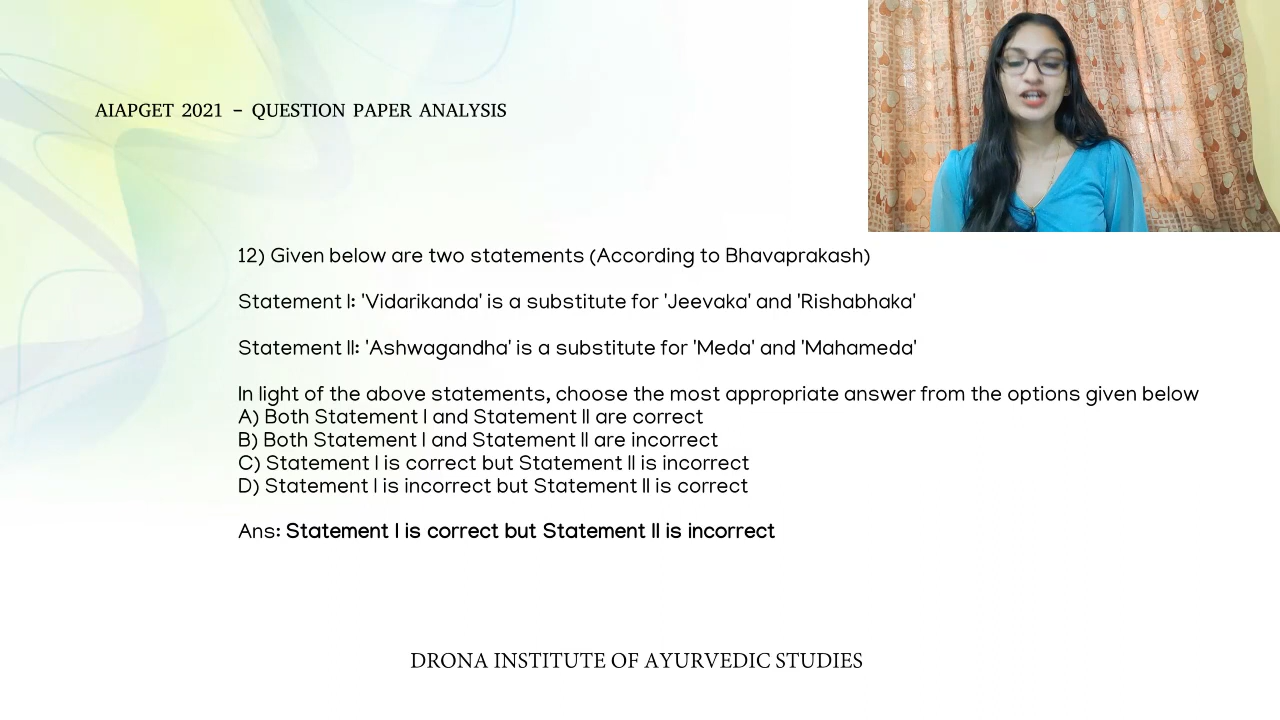 AIAPGET 2021 - QUESTION PAPER ANALYSIS
12) Given below are two statements (According to Bhavaprakash)
Statement I: 'Vidarikanda' is a substitute for 'Jeevaka' and 'Rishabhaka'
Statement II: 'Ashwagandha' is a substitute for 'Meda' and 'Mahameda'
In light of the above statements, choose the most appropriate answer from the options given below
A) Both Statement I and Statement II are correct
B) Both Statement I and Statement II are incorrect
C) Statement I is correct but Statement II is incorrect
D) Statement I is incorrect but Statement II is correct
Ans: Statement I is correct but Statement II is incorrect
DRONA INSTITUTE OF AYURVEDIC STUDIES